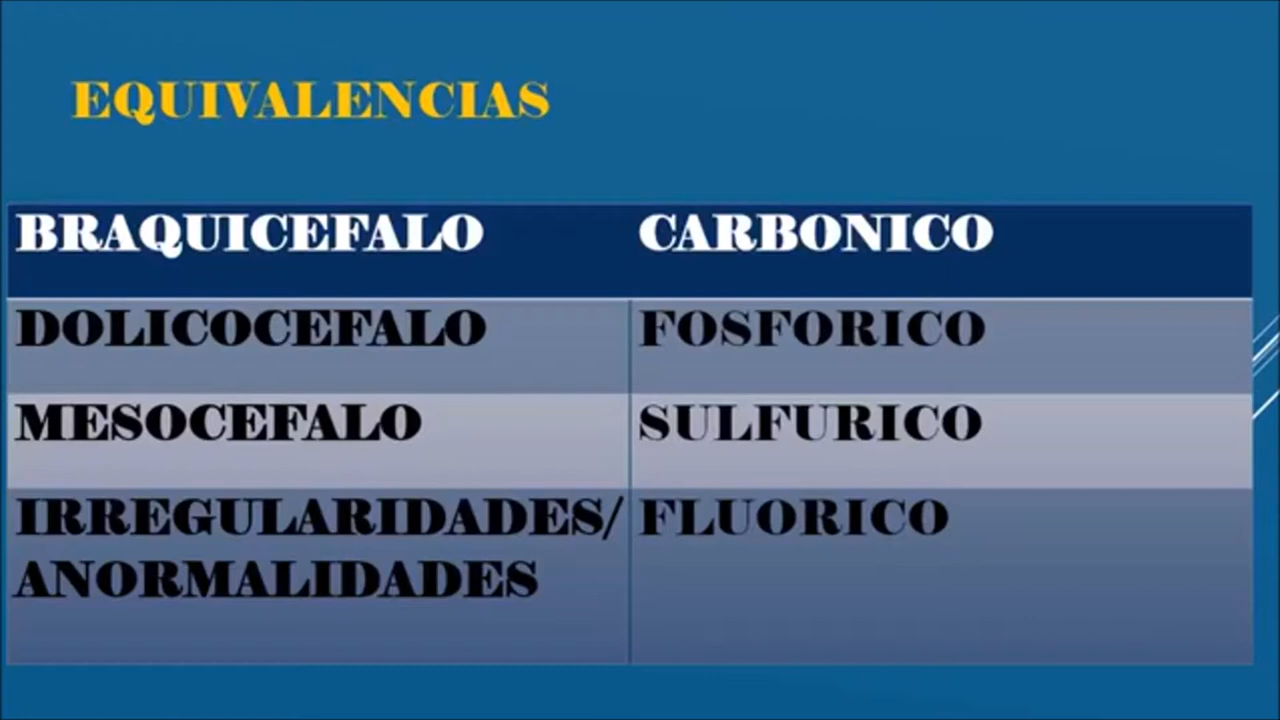 EQUIVALENCIAS
BRAQUICEFALO CARBONICO
DOLICOCEFALO FOSFORICO
MESOCEFALO SULFURICO
IRREGULARIDADES/ FLUORICO
ANORMALIDADES